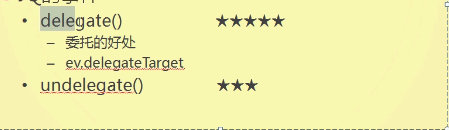 • delegate() ★★★★★
– 委托的好处
– ev.delegateTarget
• undelegate() ★★★